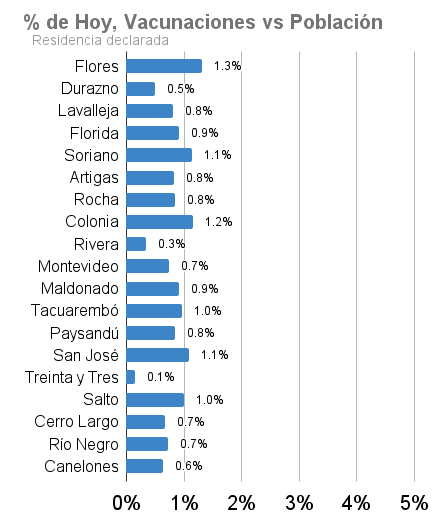 % de Hoy, Vacunaciones vs Población
Residencia declarada
Flores 1.3%
Durazno 0.5%
Lavalleja 0.8%
Florida 0.9%
Soriano 1.1%
Artigas 0.8%
Rocha 0.8%
Colonia 1.2%
Rivera 0.3%
Montevideo 0.7%
Maldonado 0.9%
Tacuarembó 1.0%
Paysandú 0.8%
San José 1.1%
Treinta y Tres 0.1%
Salto 1.0%
Cerro Largo 0.7%
Río Negro 0.7%
Canelones 0.6%
0% 1% 2% 3% 4% 5%